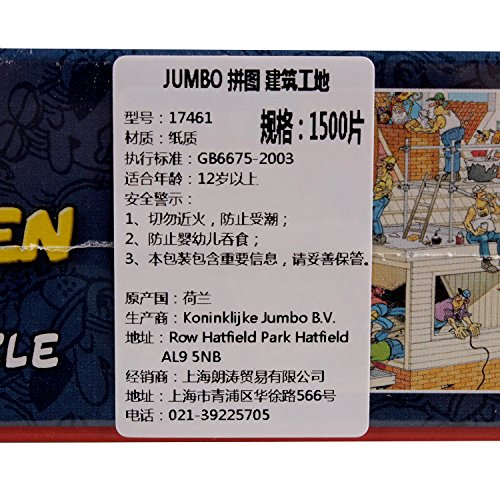 JUMBO 拼图 建筑工地
型号：17461
规格：1500片
材质：纸质
执行标准：GB6675-2003
适合年龄：12岁以上
安全警示：
1、切勿近火，防止受潮；
2、防止婴幼儿吞食；
3、本包装包含重要信息，请妥善保管。
原产国：荷兰
生产商：Koninklijke Jumbo B.V.
地址：Row Hatfield Park Hatfield
AL9 5NB
经销商：上海朗涛贸易有限公司
地址：上海市青浦区华徐路566号
电话：021-39225705
EN
LE